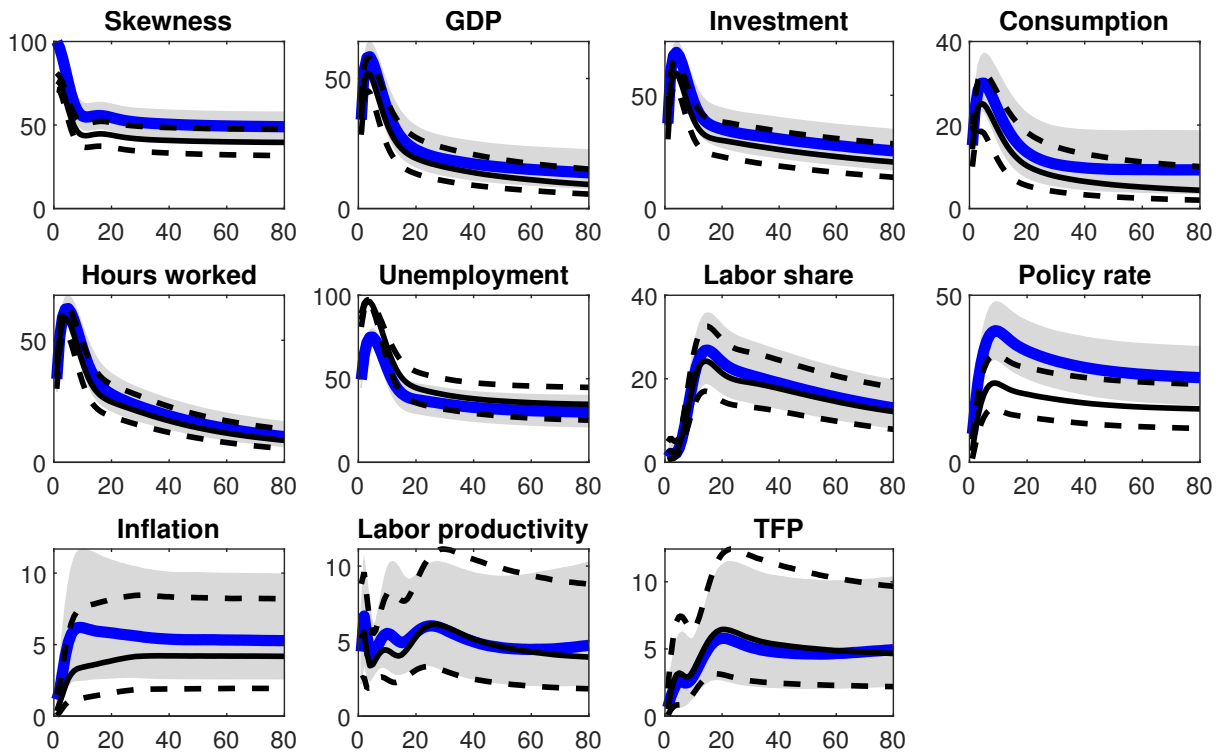 Skewness GDP Investment Consumption
100 40
50 50 50 20
0 0 0 0
0 20 40 60 80 0 20 40 60 80 0 20 40 60 80 0 20 40 60 80
Hours worked Unemployment Labor share Policy rate
100 40 50
50 50 20
0 0 0 0
0 20 40 60 80 0 20 40 60 80 0 20 40 60 80 0 20 40 60 80
Inflation Labor productivity TFP
10 10 10
5 5 5
0 0 0
0 20 40 60 80 0 20 40 60 80 0 20 40 60 80